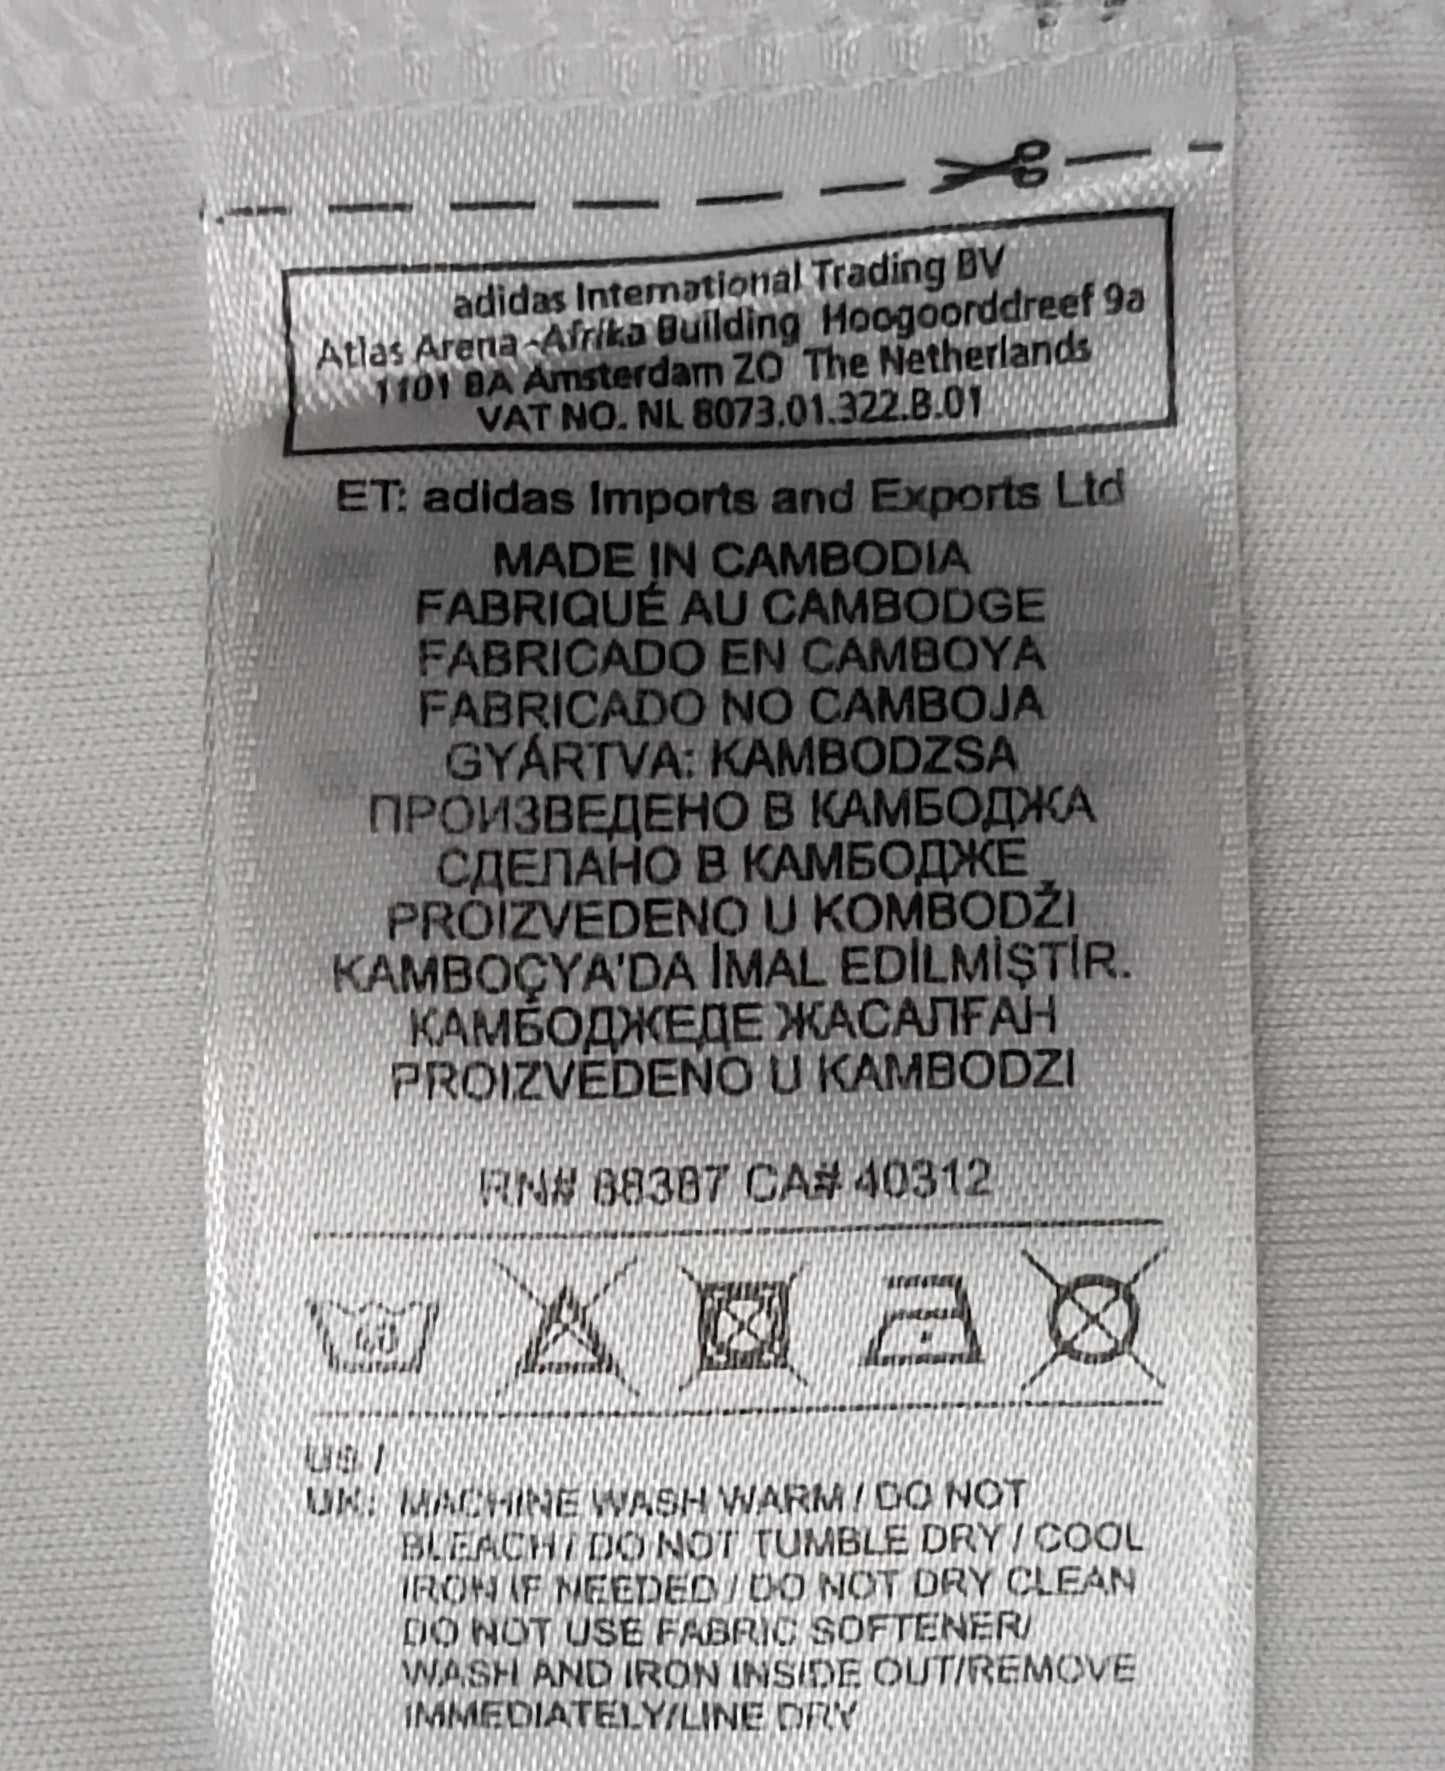 adidas International Trading BV
Atlas Arena -Afrika Building Hoogoorddreef 9a
1101 BA Amsterdam ZO The Netherlands
VAT NO. NL 8073.01.322.B.01
ET: adidas Imports and Exports Ltd
MADE IN CAMBODIA
FABRIQUÉ AU CAMBODGE
FABRICADO EN CAMBOYA
FABRICADO NO CAMBOJA
GYÁRTVA: KAMBODZSA
ПРОИЗВЕДЕНО В КАМБОДЖА
СДЕЛАНО В КАМБОДЖЕ
PROIZVEDENO U KOMBODŽI
KAMBOÇYA'DA İMAL EDİLMİŞTİR.
КАМБОДЖЕДЕ ЖАСАЛҒАН
PROIZVEDENO U KAMBODZI
RN# 88387 CA# 40312
40
US /
UK: MACHINE WASH WARM / DO NOT
BLEACH / DO NOT TUMBLE DRY / COOL
IRON IF NEEDED / DO NOT DRY CLEAN
DO NOT USE FABRIC SOFTENER/
WASH AND IRON INSIDE OUT/REMOVE
IMMEDIATELY/LINE DRY